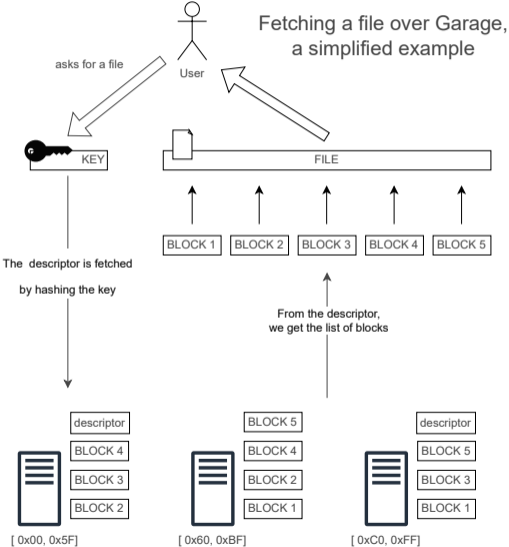 Fetching a file over Garage,
a simplified example
asks for a file
User
KEY
FILE
BLOCK 1
BLOCK 2
BLOCK 3
BLOCK 4
BLOCK 5
The descriptor is fetched
by hashing the key
From the descriptor,
we get the list of blocks
descriptor
BLOCK 4
BLOCK 3
BLOCK 2
[ 0x00, 0x5F]
BLOCK 5
BLOCK 4
BLOCK 2
BLOCK 1
[ 0x60, 0xBF]
descriptor
BLOCK 5
BLOCK 3
BLOCK 1
[ 0xC0, 0xFF]